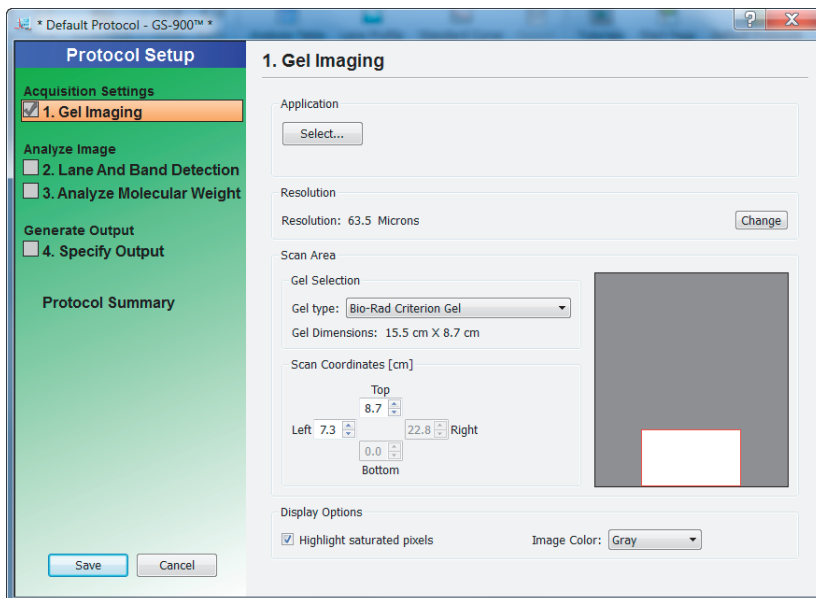 * Default Protocol - GS-900™ *
Protocol Setup
Acquisition Settings
1. Gel Imaging
Analyze Image
2. Lane And Band Detection
3. Analyze Molecular Weight
Generate Output
4. Specify Output
Protocol Summary
Save
Cancel
1. Gel Imaging
Application
Select...
Resolution
Resolution: 63.5 Microns
Change
Scan Area
Gel Selection
Gel type: Bio-Rad Criterion Gel
Gel Dimensions: 15.5 cm X 8.7 cm
Scan Coordinates [cm]
Top
8.7
Left 7.3 22.8 Right
0.0
Bottom
Display Options
Highlight saturated pixels Image Color: Gray